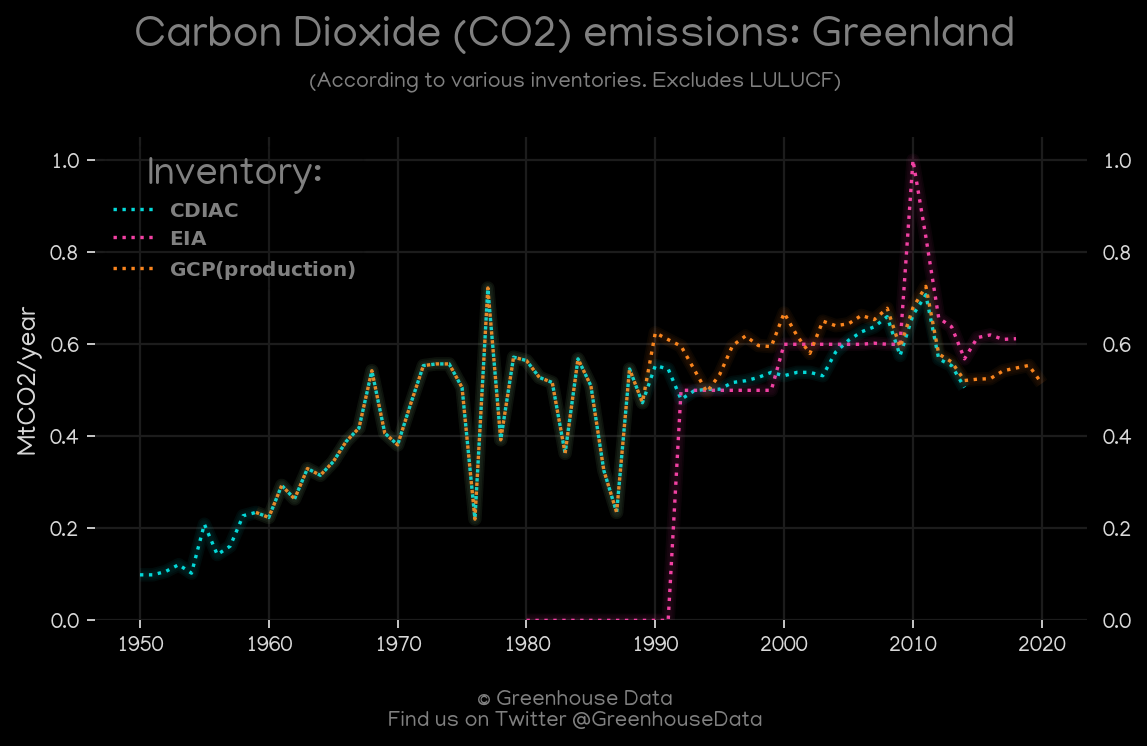 Carbon Dioxide (CO2) emissions: Greenland
(According to various inventories. Excludes LULUCF)
Inventory:
CDIAC
EIA
GCP(production)
MtCO2/year
1.0
0.8
0.6
0.4
0.2
0.0
1.0
0.8
0.6
0.4
0.2
0.0
1950 1960 1970 1980 1990 2000 2010 2020
© Greenhouse Data
Find us on Twitter @GreenhouseData